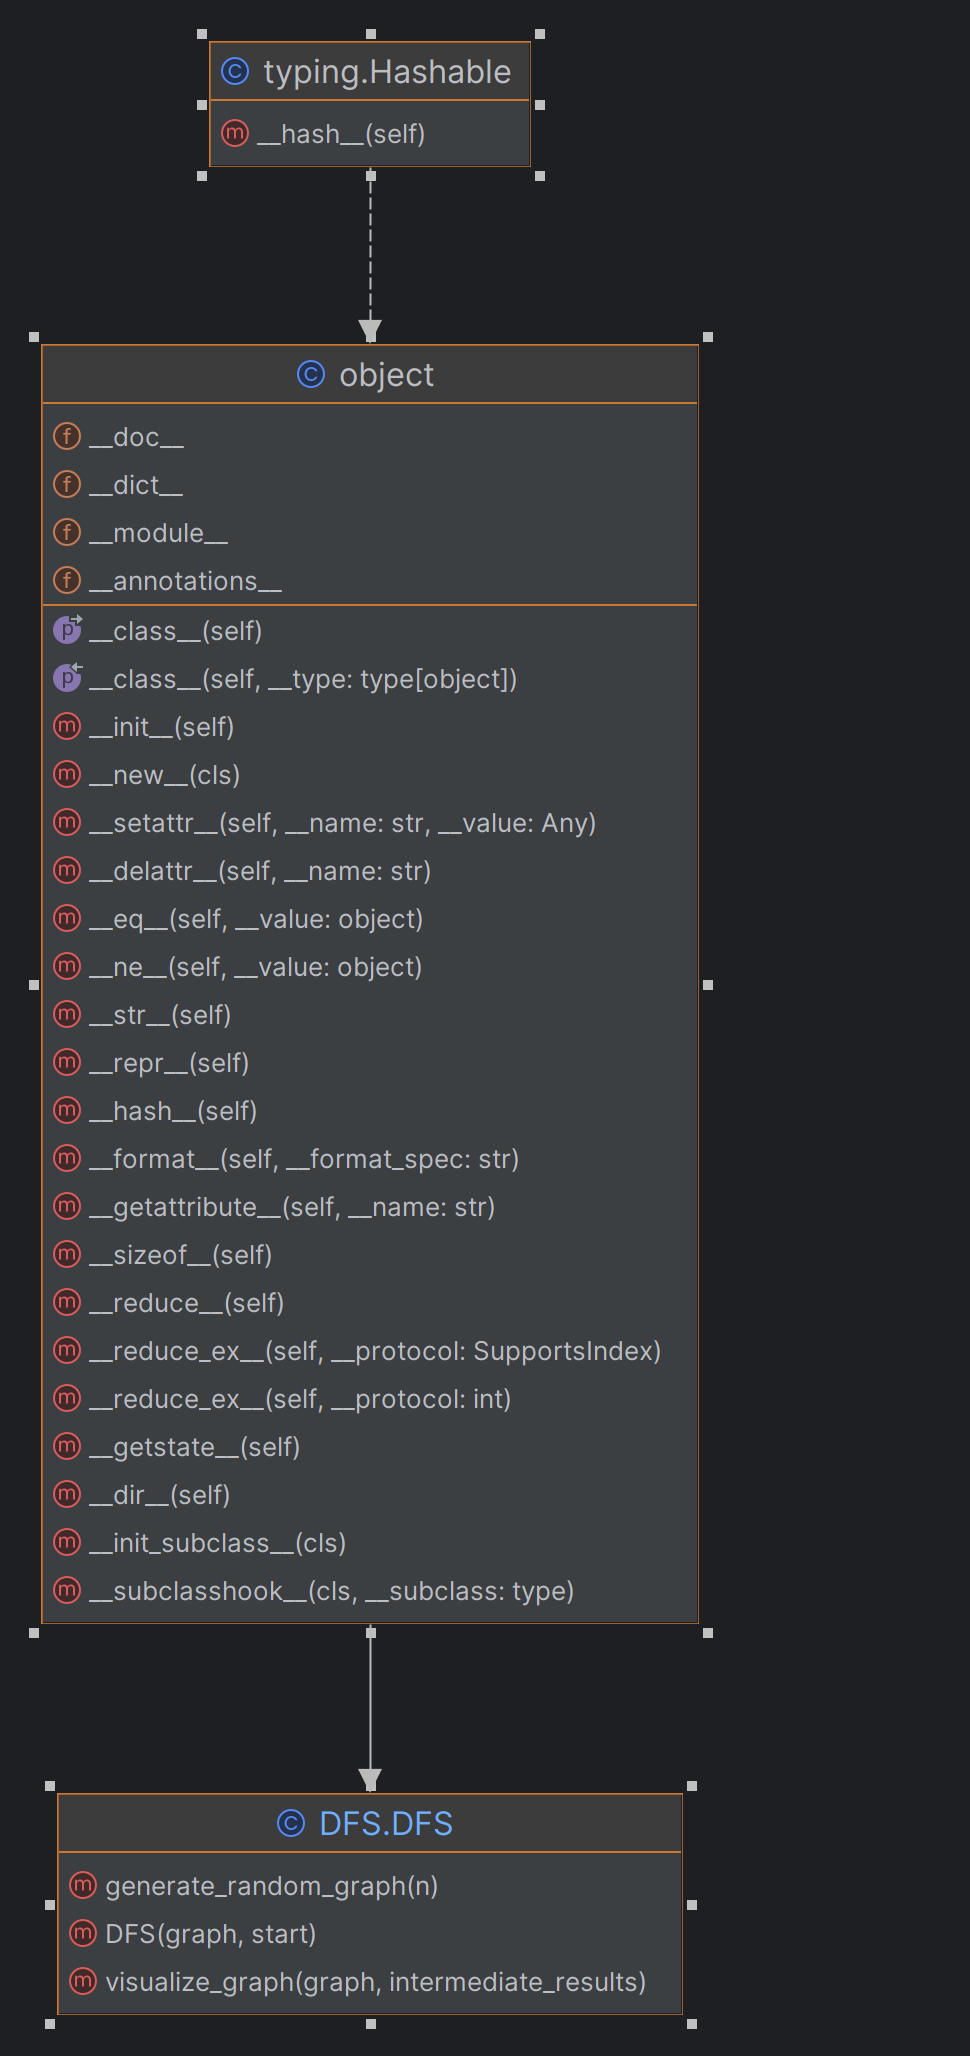 typing.Hashable
__hash__(self)
object
__doc__
__dict__
__module__
__annotations__
__class__(self)
__class__(self, __type: type[object])
__init__(self)
__new__(cls)
__setattr__(self, __name: str, __value: Any)
__delattr__(self, __name: str)
__eq__(self, __value: object)
__ne__(self, __value: object)
__str__(self)
__repr__(self)
__hash__(self)
__format__(self, __format_spec: str)
__getattribute__(self, __name: str)
__sizeof__(self)
__reduce__(self)
__reduce_ex__(self, __protocol: SupportsIndex)
__reduce_ex__(self, __protocol: int)
__getstate__(self)
__dir__(self)
__init_subclass__(cls)
__subclasshook__(cls, __subclass: type)
DFS.DFS
generate_random_graph(n)
DFS(graph, start)
visualize_graph(graph, intermediate_results)